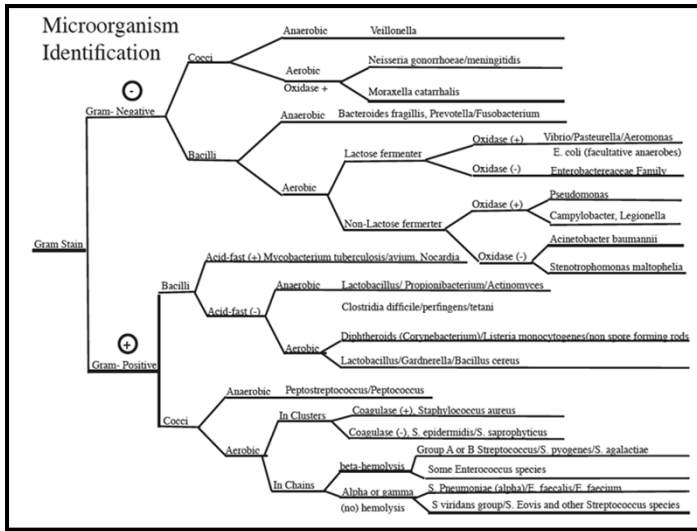 Microorganism
Identification
Gram Stain
-
Gram- Negative
Cocci
Anaerobic
Veillonella
Aerobic
Oxidase +
Neisseria gonorrhoeae/meningitidis
Moraxella catarrhalis
Bacilli
Anaerobic
Bacteroides fragillis, Prevotella/Fusobacterium
Aerobic
Lactose fermenter
Oxidase (+)
Vibrio/Pasturella/Aeromonas
E. coli (facultative anaerobes)
Oxidase (-)
Enterobactereaceae Family
Non-Lactose fermerter
Oxidase (+)
Pseudomonas
Campylobacter, Legionella
Oxidase (-)
Acinetobacter baumannii
Stenotrophomonas maltophelia
+
Gram- Positive
Bacilli
Acid-fast (+) Mycobacterium tuberculosis/avium, Nocardia
Acid-fast (-)
Anaerobic
Lactobacillus/ Propionibacterium/Actinomyces
Clostridia difficile/perfingens/tetani
Aerobic
Diphtheroids (Corynebacterium)/Listeria monocytogenes(non spore forming rods
Lactobacillus/Gardnerella/Bacillus cereus
Cocci
Anaerobic
Peptostreptococcus/Peptococcus
Aerobic
In Clusters
Coagulase (+), Staphylococcus aureus
Coagulase (-), S. epidermidis/S. saprophyticus
In Chains
beta-hemolysis
Group A or B Streptococcus/S. pyogenes/S. agalactiae
Some Enterococcus species
Alpha or gamma
(no) hemolysis
S. Pneumoniae (alpha)/E. faecalis/E. faecium
S viridans group/S. Eovis and other Streptococcus species